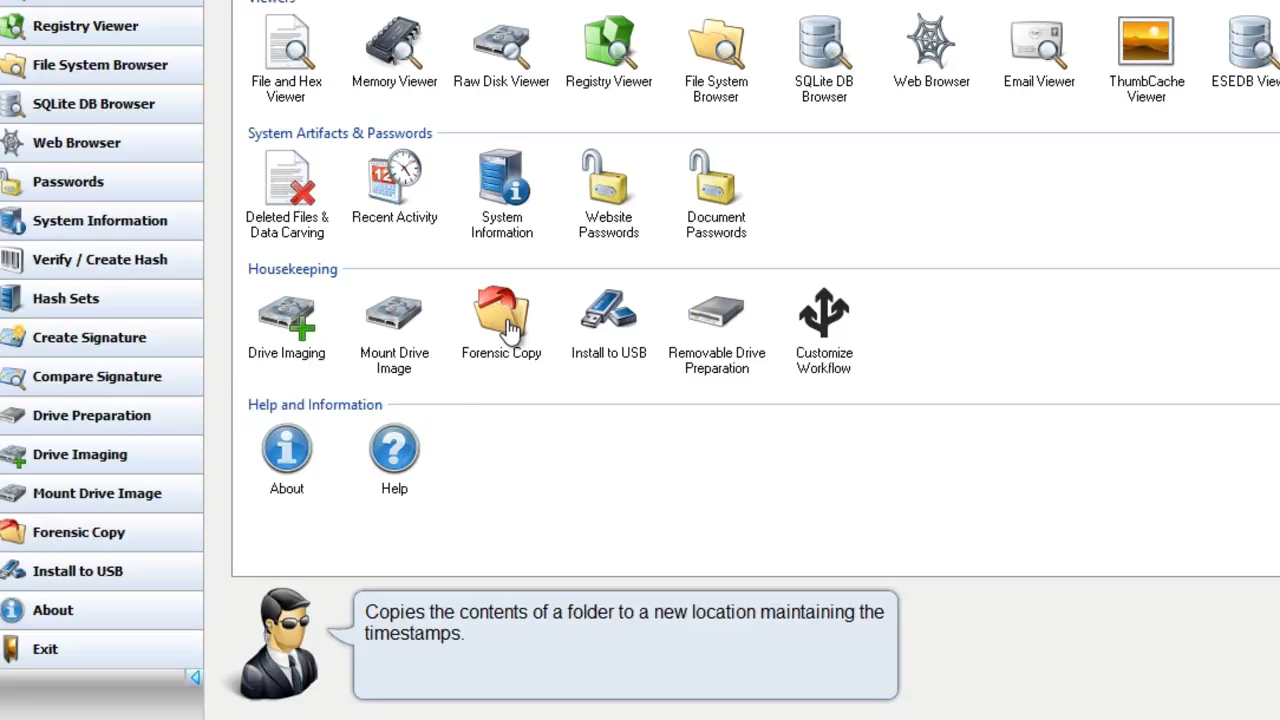 Viewers
Registry Viewer
File System Browser
SQLite DB Browser
Web Browser
Passwords
System Information
Verify / Create Hash
Hash Sets
Create Signature
Compare Signature
Drive Preparation
Drive Imaging
Mount Drive Image
Forensic Copy
Install to USB
About
Exit
File and Hex
Viewer
Memory Viewer
Raw Disk Viewer
Registry Viewer
File System
Browser
SQLite DB
Browser
Web Browser
Email Viewer
ThumbCache
Viewer
ESEDB View
System Artifacts & Passwords
Deleted Files &
Data Carving
Recent Activity
System
Information
Website
Passwords
Document
Passwords
Housekeeping
Drive Imaging
Mount Drive
Image
Forensic Copy
Install to USB
Removable Drive
Preparation
Customize
Workflow
Help and Information
About
Help
Copies the contents of a folder to a new location maintaining the
timestamps.